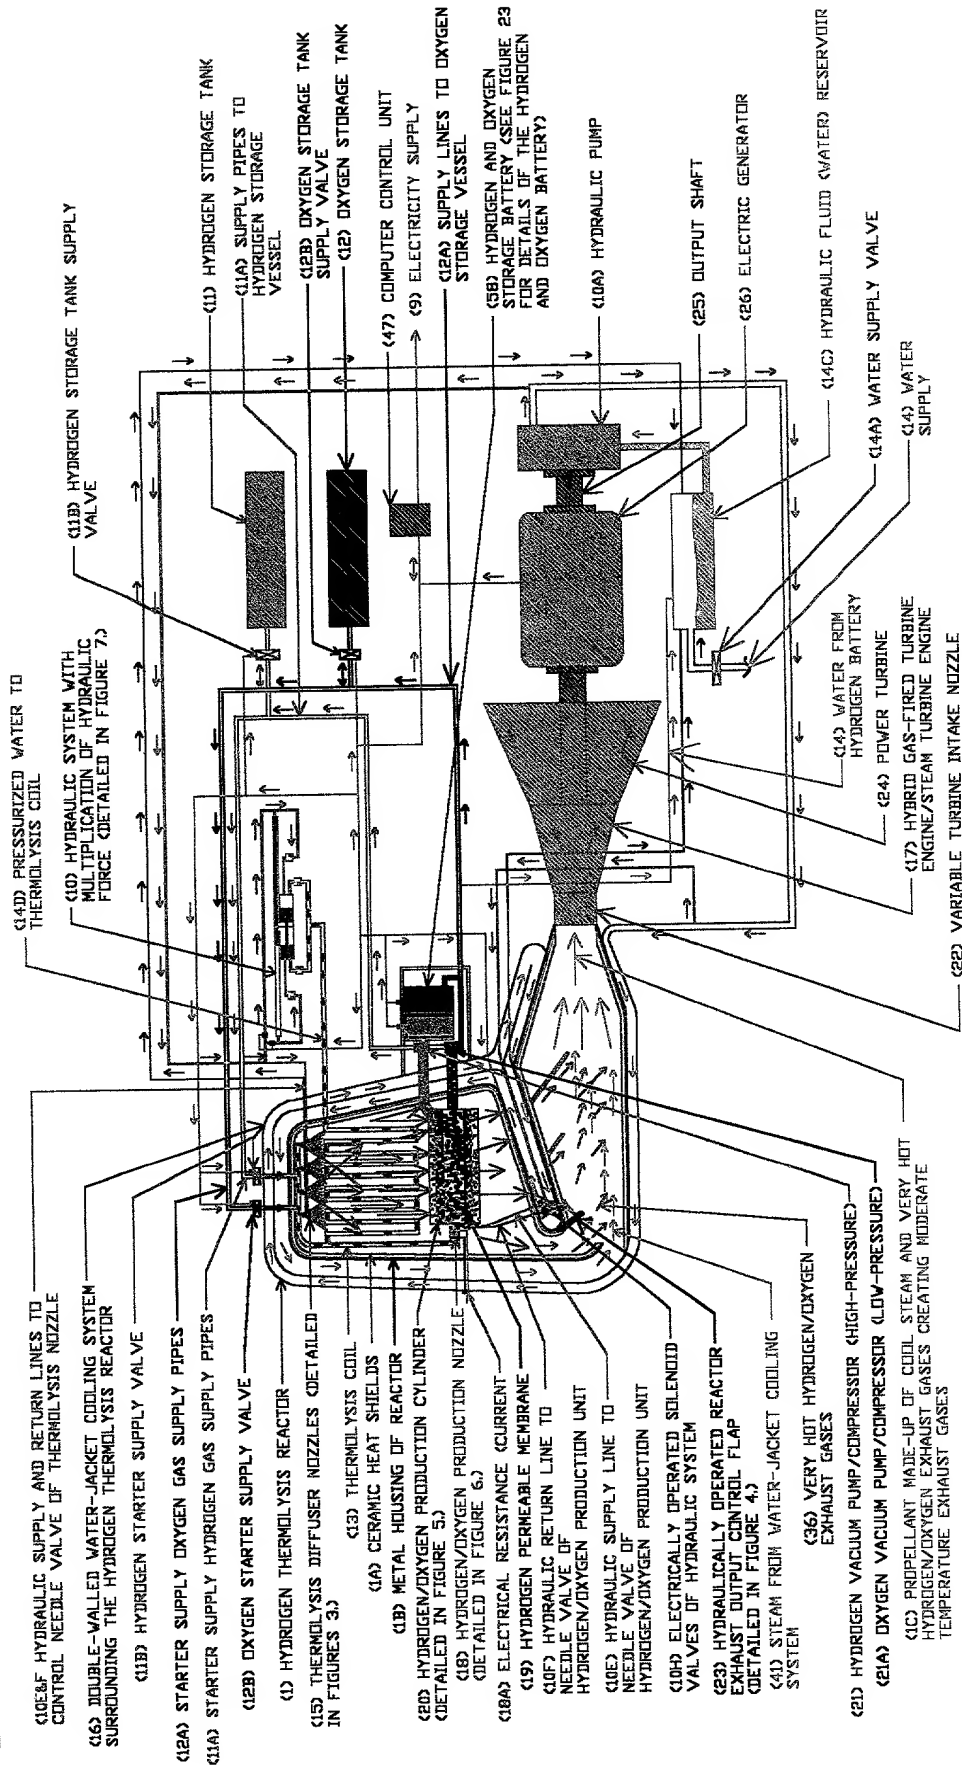 (14D) PRESSURIZED WATER TO
THERMOLYSIS COIL
(10) HYDRAULIC SYSTEM WITH
MULTIPLICATION OF HYDRAULIC
FORCE (DETAILED IN FIGURE 7.)
(11B) HYDROGEN STORAGE TANK SUPPLY
VALVE
(11) HYDROGEN STORAGE TANK
(11A) SUPPLY PIPES TO
HYDROGEN STORAGE
VESSEL
(12B) OXYGEN STORAGE TANK
SUPPLY VALVE
(12) OXYGEN STORAGE TANK
(47) COMPUTER CONTROL UNIT
(9) ELECTRICITY SUPPLY
(12A) SUPPLY LINES TO OXYGEN
STORAGE VESSEL
(58) HYDROGEN AND OXYGEN
STORAGE BATTERY (SEE FIGURE 23
FOR DETAILS OF THE HYDROGEN
AND OXYGEN BATTERY)
(10A) HYDRAULIC PUMP
(25) OUTPUT SHAFT
(26) ELECTRIC GENERATOR
(14C) HYDRAULIC FLUID (WATER) RESERVOIR
(14A) WATER SUPPLY VALVE
(14) WATER
SUPPLY
(14) WATER FROM
HYDROGEN BATTERY
(24) POWER TURBINE
(17) HYBRID GAS-FIRED TURBINE
ENGINE/STEAM TURBINE ENGINE
(22) VARIABLE TURBINE INTAKE NOZZLE
(10E&F HYDRAULIC SUPPLY AND RETURN LINES TO
CONTROL NEEDLE VALVE OF THERMOLYSIS NOZZLE
(16) DOUBLE-WALLED WATER-JACKET COOLING SYSTEM
SURROUNDING THE HYDROGEN THERMOLYSIS REACTOR
(11B) HYDROGEN STARTER SUPPLY VALVE
(12A) STARTER SUPPLY OXYGEN GAS SUPPLY PIPES
(11A) STARTER SUPPLY HYDROGEN GAS SUPPLY PIPES
(12B) OXYGEN STARTER SUPPLY VALVE
(1) HYDROGEN THERMOLYSIS REACTOR
(15) THERMOLYSIS DIFFUSER NOZZLES (DETAILED
IN FIGURES 3.)
(13) THERMOLYSIS COIL
(1A) CERAMIC HEAT SHIELDS
(1B) METAL HOUSING OF REACTOR
(20) HYDROGEN/OXYGEN PRODUCTION CYLINDER
(DETAILED IN FIGURE 5.)
(18) HYDROGEN/OXYGEN PRODUCTION NOZZLE
(DETAILED IN FIGURE 6.)
(18A) ELECTRICAL RESISTANCE (CURRENT
(19) HYDROGEN PERMEABLE MEMBRANE
(10F) HYDRAULIC RETURN LINE TO
NEEDLE VALVE OF
HYDROGEN/OXYGEN PRODUCTION UNIT
(10E) HYDRAULIC SUPPLY LINE TO
NEEDLE VALVE OF
HYDROGEN/OXYGEN PRODUCTION UNIT
(10H) ELECTRICALLY OPERATED SOLENOID
VALVES OF HYDRAULIC SYSTEM
(23) HYDRAULICALLY OPERATED REACTOR
EXHAUST OUTPUT CONTROL FLAP
(DETAILED IN FIGURE 4.)
(41) STEAM FROM WATER-JACKET COOLING
SYSTEM
(36) VERY HOT HYDROGEN/OXYGEN
EXHAUST GASES
(21) HYDROGEN VACUUM PUMP/COMPRESSOR (HIGH-PRESSURE)
(21A) OXYGEN VACUUM PUMP/COMPRESSOR (LOW-PRESSURE)
(1C) PROPELLANT MADE-UP OF COOL STEAM AND VERY HOT
HYDROGEN/OXYGEN EXHAUST GASES CREATING MODERATE
TEMPERATURE EXHAUST GASES